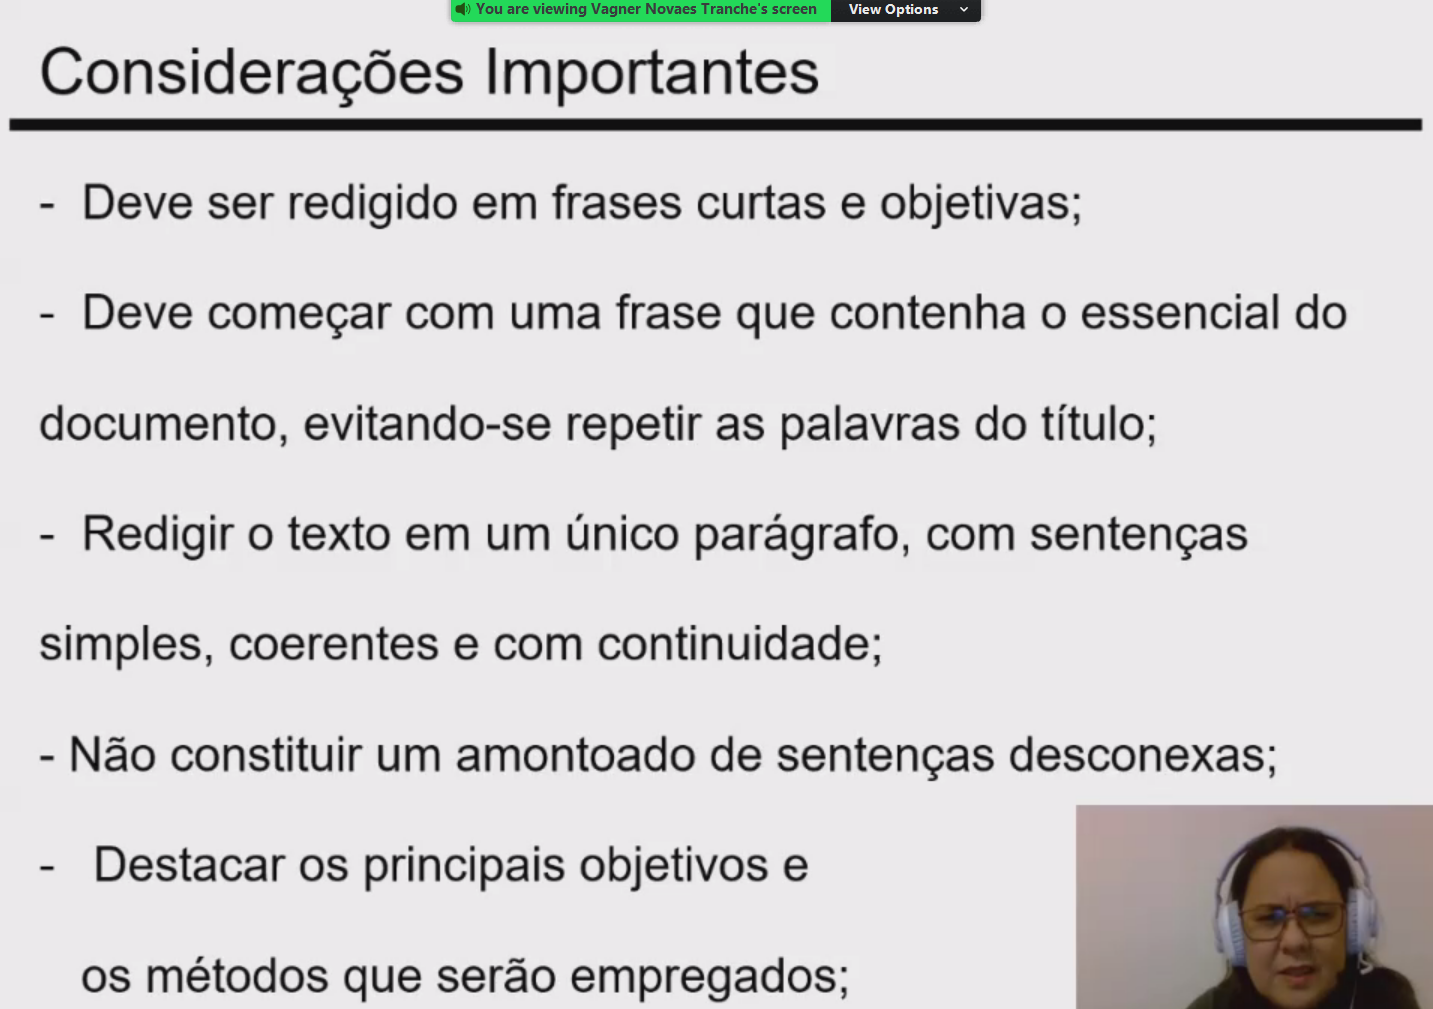 You are viewing Vagner Novaes Tranche's screen View Options
Considerações Importantes
- Deve ser redigido em frases curtas e objetivas;
- Deve começar com uma frase que contenha o essencial do
documento, evitando-se repetir as palavras do título;
- Redigir o texto em um único parágrafo, com sentenças
simples, coerentes e com continuidade;
- Não constituir um amontoado de sentenças desconexas;
- Destacar os principais objetivos e
os métodos que serão empregados;